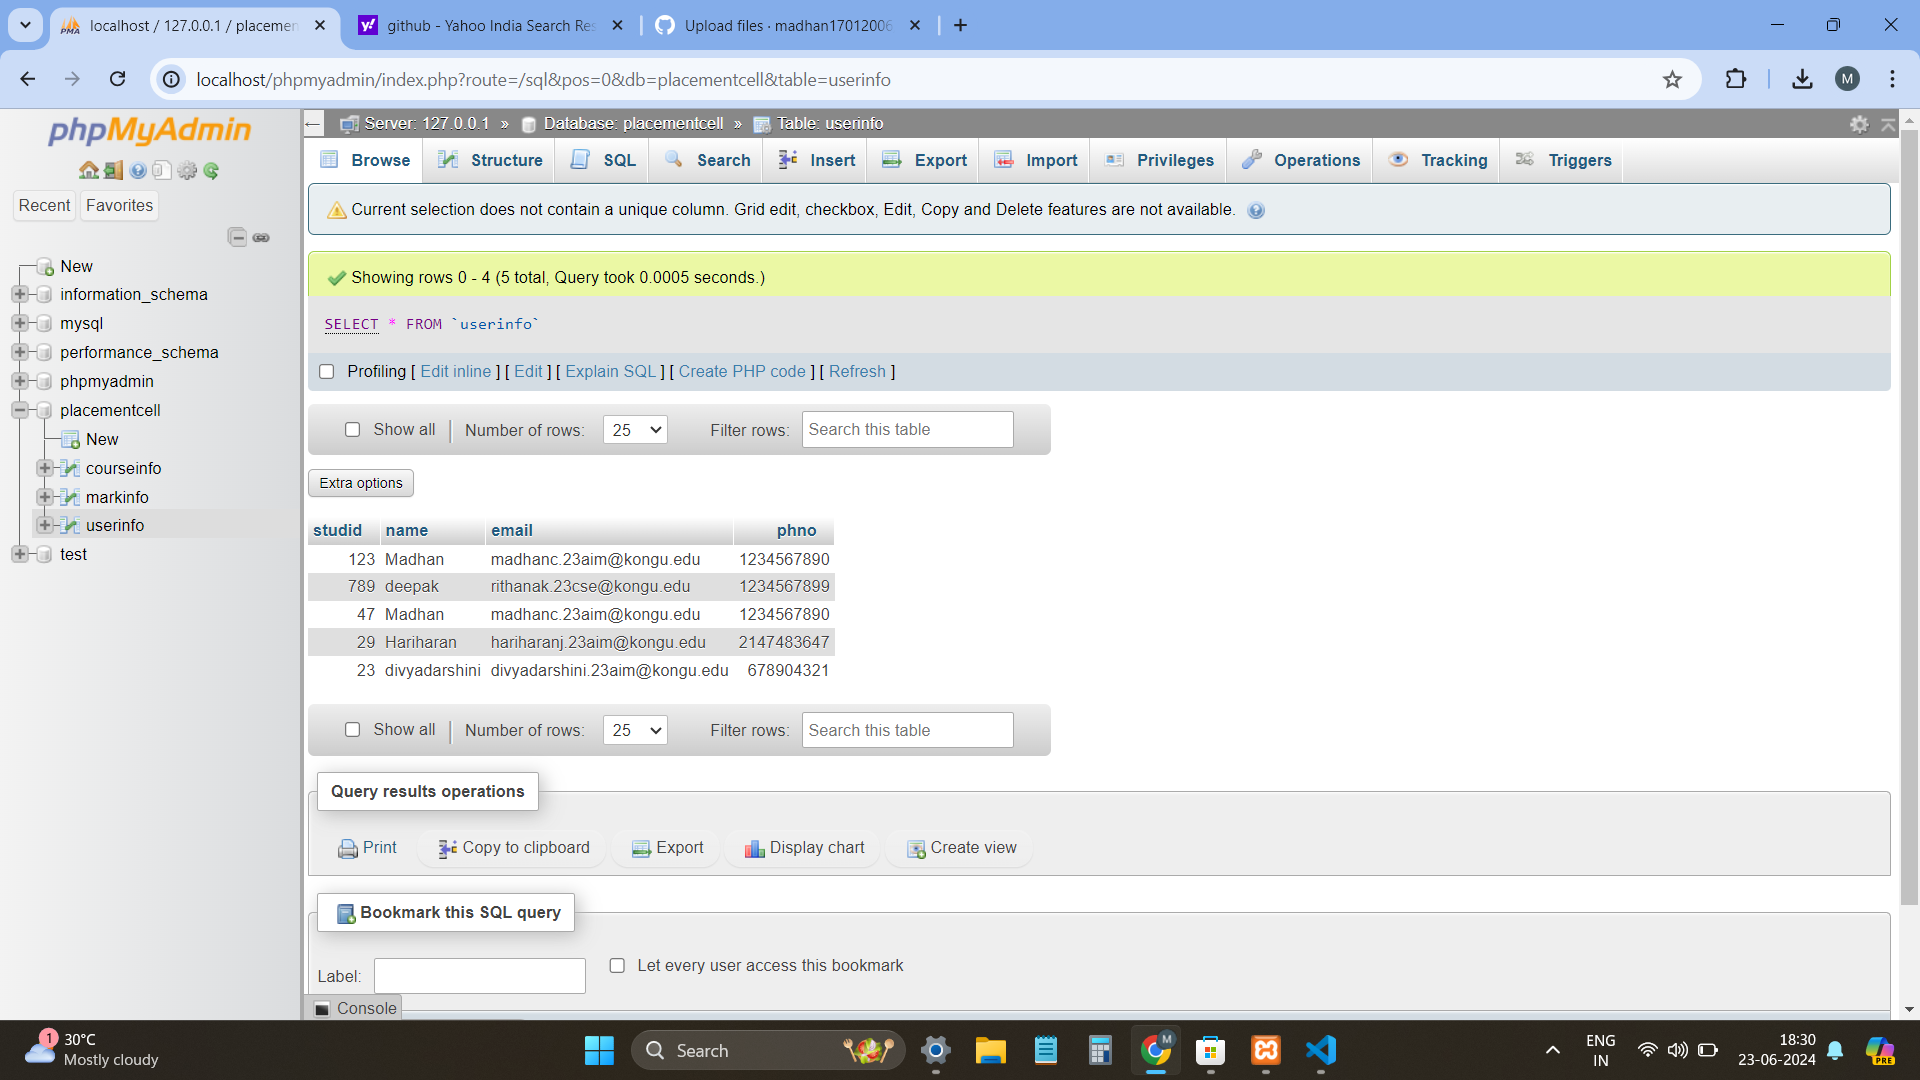 localhost / 127.0.0.1 / placemen
github - Yahoo India Search Res
Upload files · madhan17012006
localhost/phpmyadmin/index.php?route=/sql&pos=0&db=placementcell&table=userinfo
M
phpMyAdmin
Recent
Favorites
New
information_schema
mysql
performance_schema
phpmyadmin
placementcell
New
courseinfo
markinfo
userinfo
test
Server: 127.0.0.1 » Database: placementcell » Table: userinfo
Browse Structure SQL Search Insert Export Import Privileges Operations Tracking Triggers
Current selection does not contain a unique column. Grid edit, checkbox, Edit, Copy and Delete features are not available.
Showing rows 0 - 4 (5 total, Query took 0.0005 seconds.)
SELECT * FROM `userinfo`
Profiling [ Edit inline ] [ Edit ] [ Explain SQL ] [ Create PHP code ] [ Refresh ]
Show all Number of rows: 25 Filter rows: Search this table
Extra options
studid name email phno
123 Madhan madhanc.23aim@kongu.edu 1234567890
789 deepak rithanak.23cse@kongu.edu 1234567899
47 Madhan madhanc.23aim@kongu.edu 1234567890
29 Hariharan hariharanj.23aim@kongu.edu 2147483647
23 divyadarshini divyadarshini.23aim@kongu.edu 678904321
Show all Number of rows: 25 Filter rows: Search this table
Query results operations
Print Copy to clipboard Export Display chart Create view
Bookmark this SQL query
Label: Let every user access this bookmark
Console
1
30°C
Mostly cloudy
Search
M
ENG
IN
18:30
23-06-2024
PRE